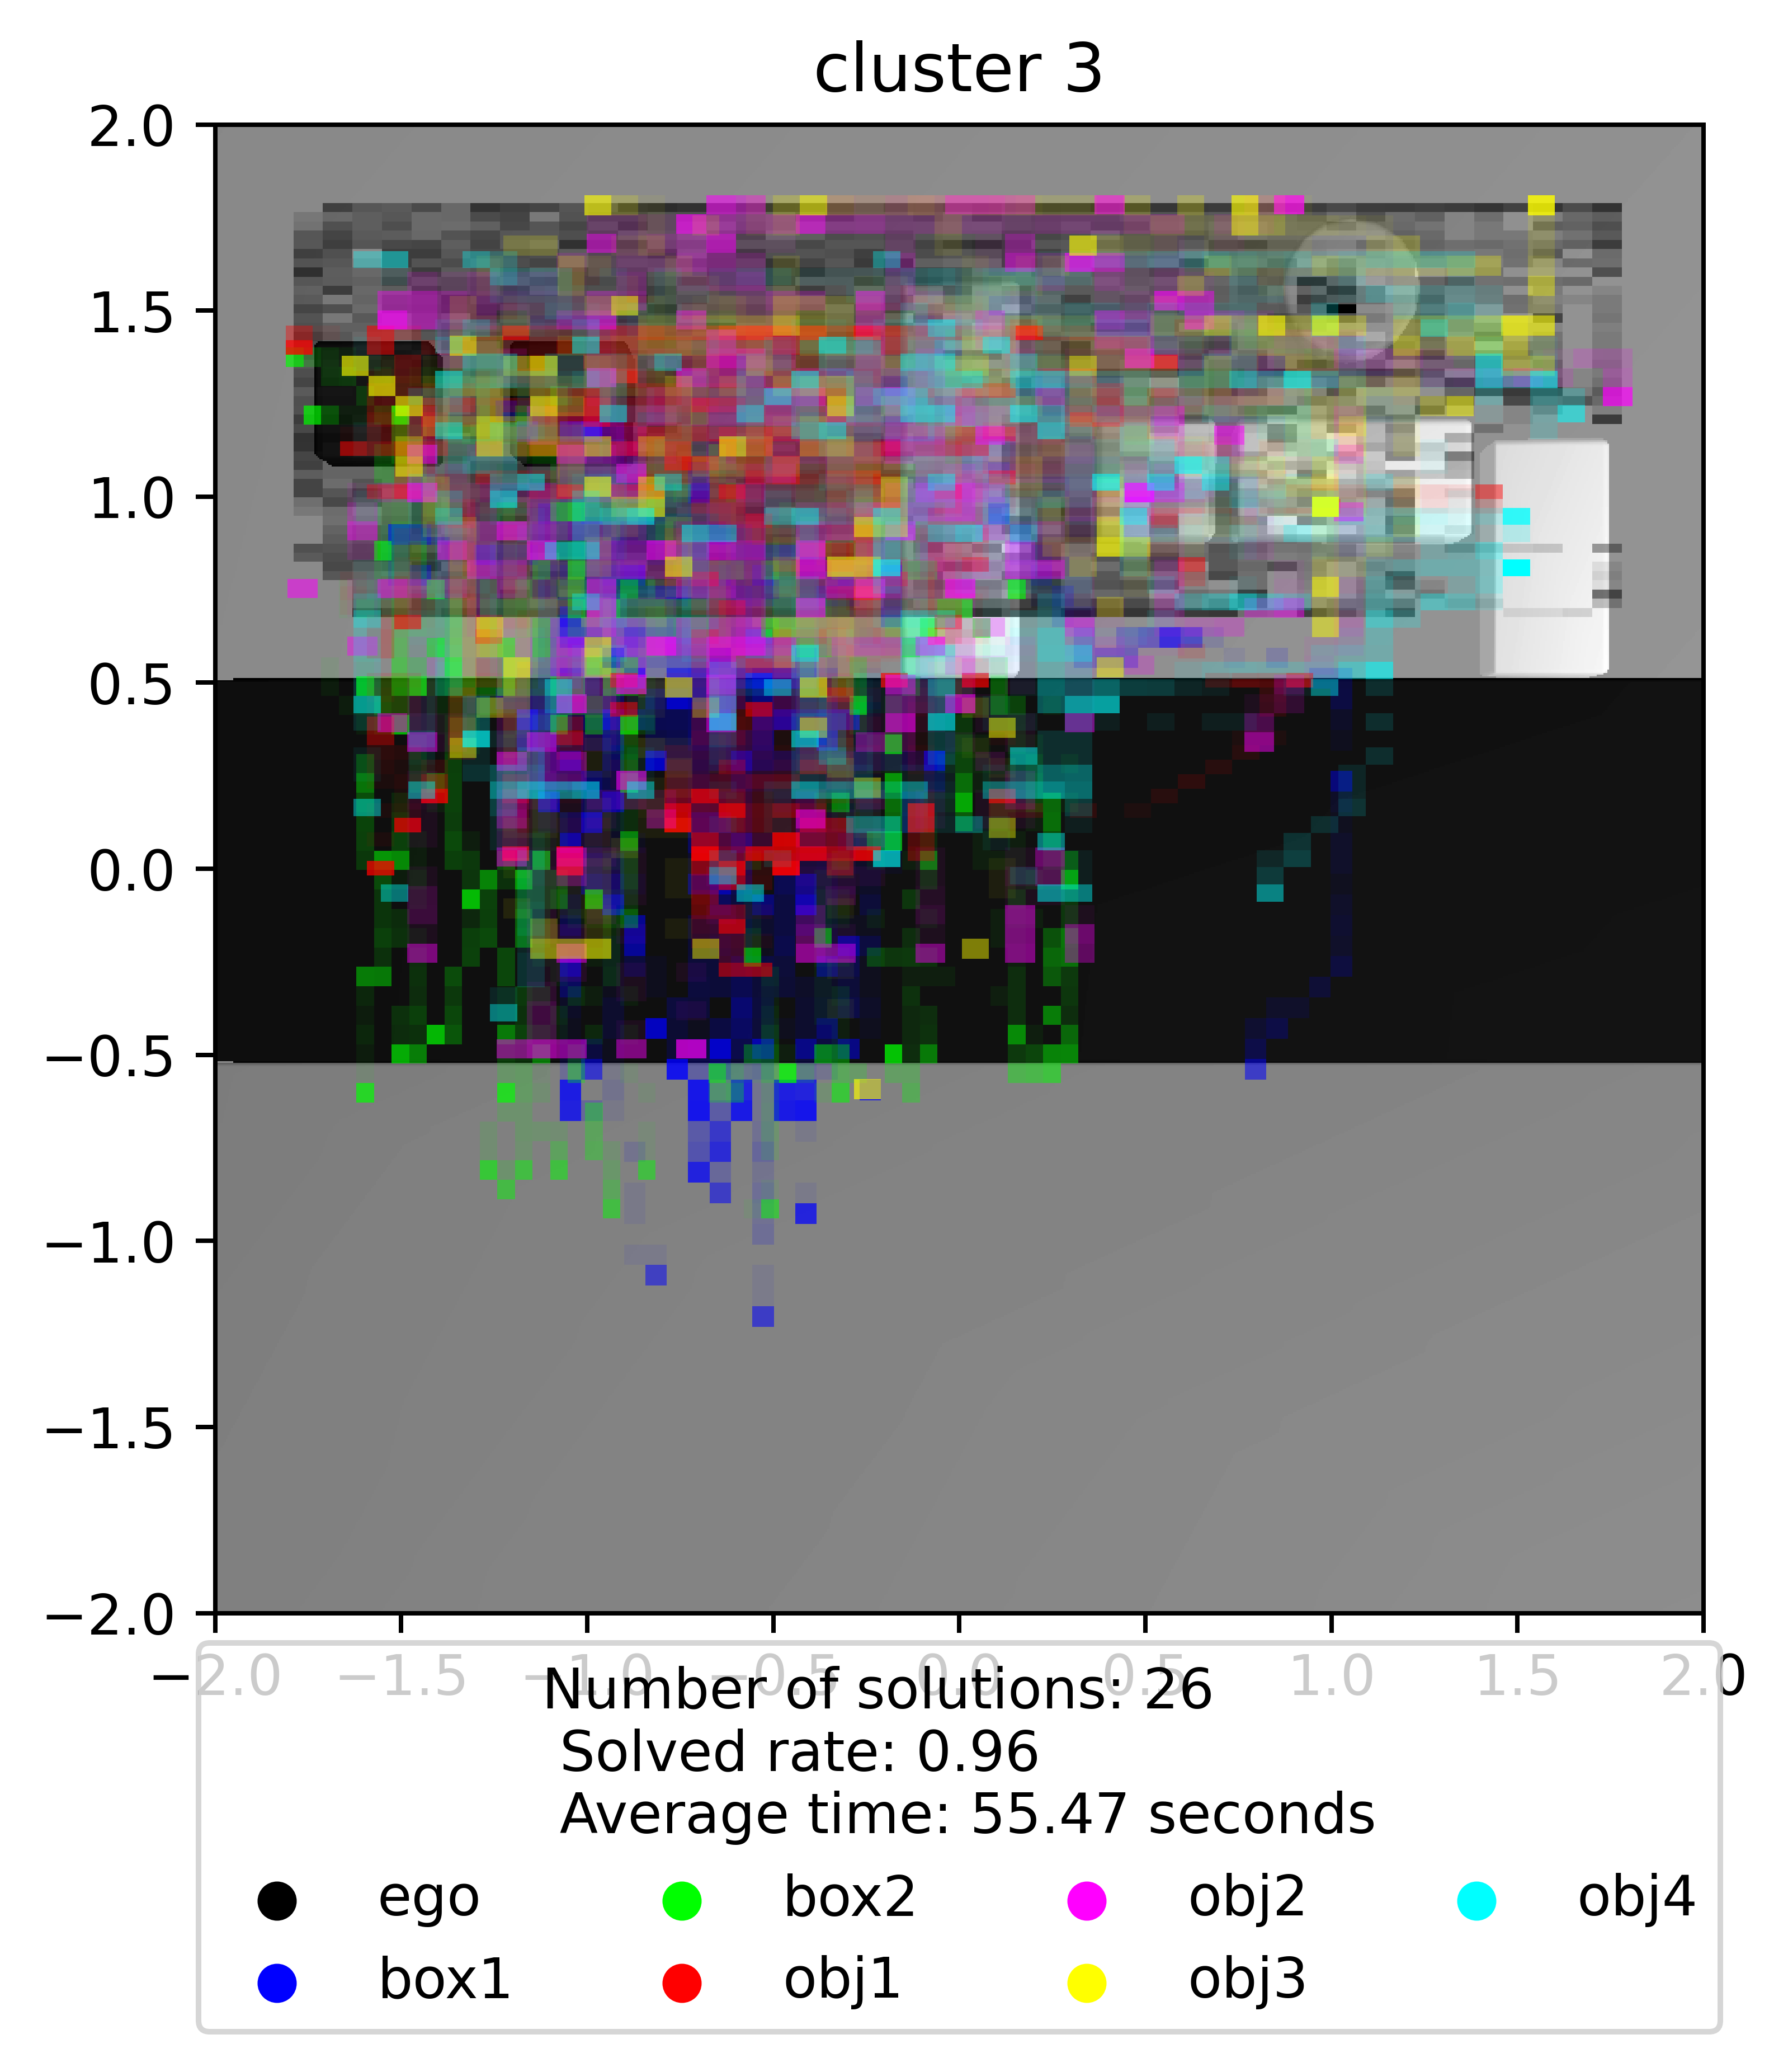 cluster 3
2.0
1.5
1.0
0.5
0.0
−0.5
−1.0
−1.5
−2.0
−2.0 −1.5 −1.0 −0.5 0.0 0.5 1.0 1.5 2.0
Number of solutions: 26
Solved rate: 0.96
Average time: 55.47 seconds
ego box2 obj2 obj4
box1 obj1 obj3